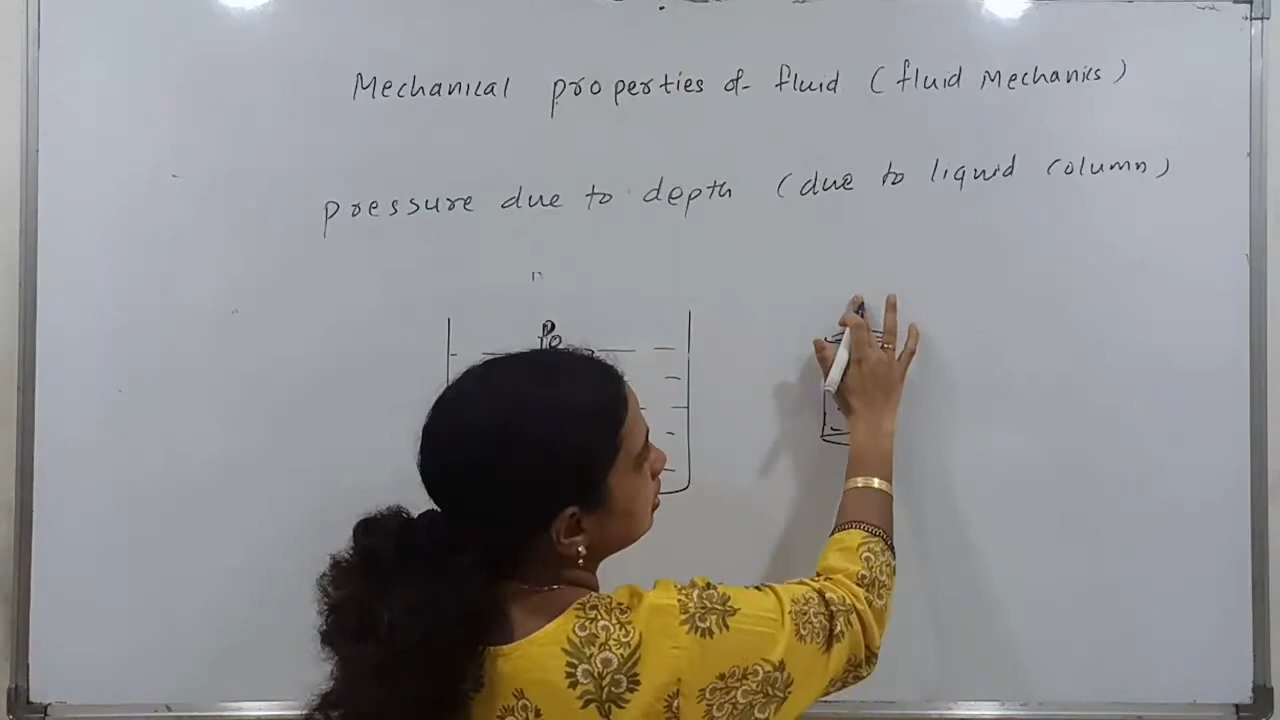 Mechanical properties of fluid (fluid Mechanics)
pressure due to depth (due to liquid column)
P₀